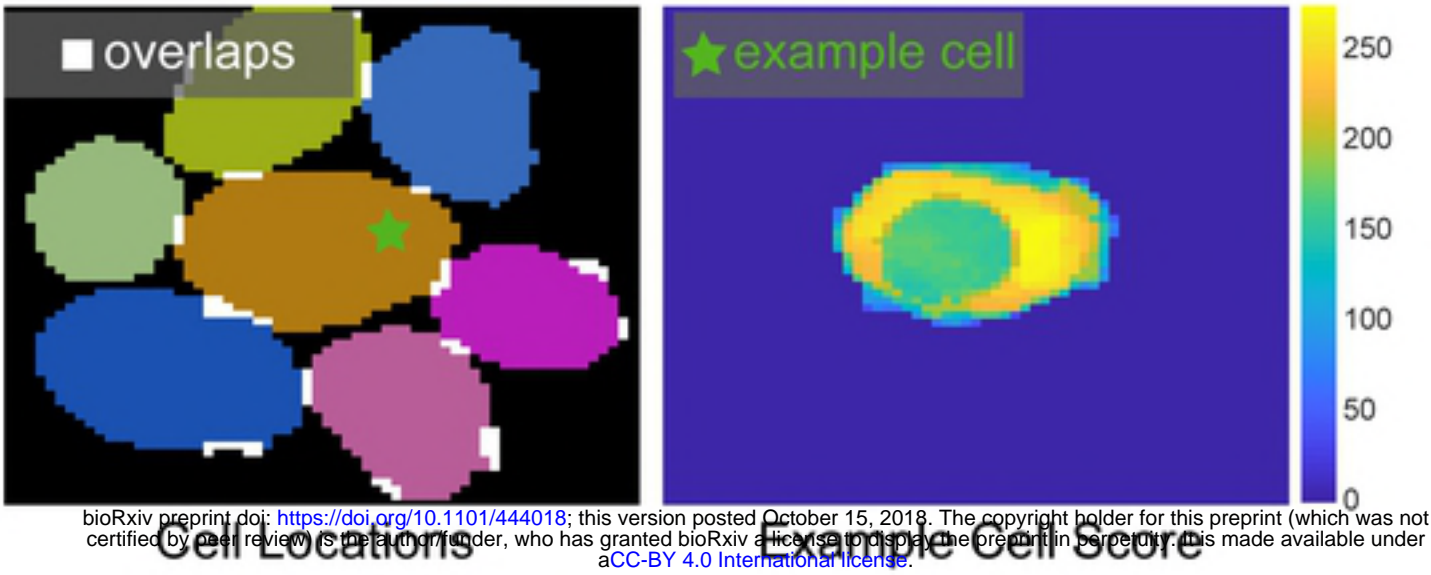 overlaps
example cell
250
200
150
100
50
0
Cell Locations
Example Cell Score
bioRxiv preprint doi: https://doi.org/10.1101/444018; this version posted October 15, 2018. The copyright holder for this preprint (which was not
certified by peer review) is the author/funder, who has granted bioRxiv a license to display the preprint in perpetuity. It is made available under
aCC-BY 4.0 International license.